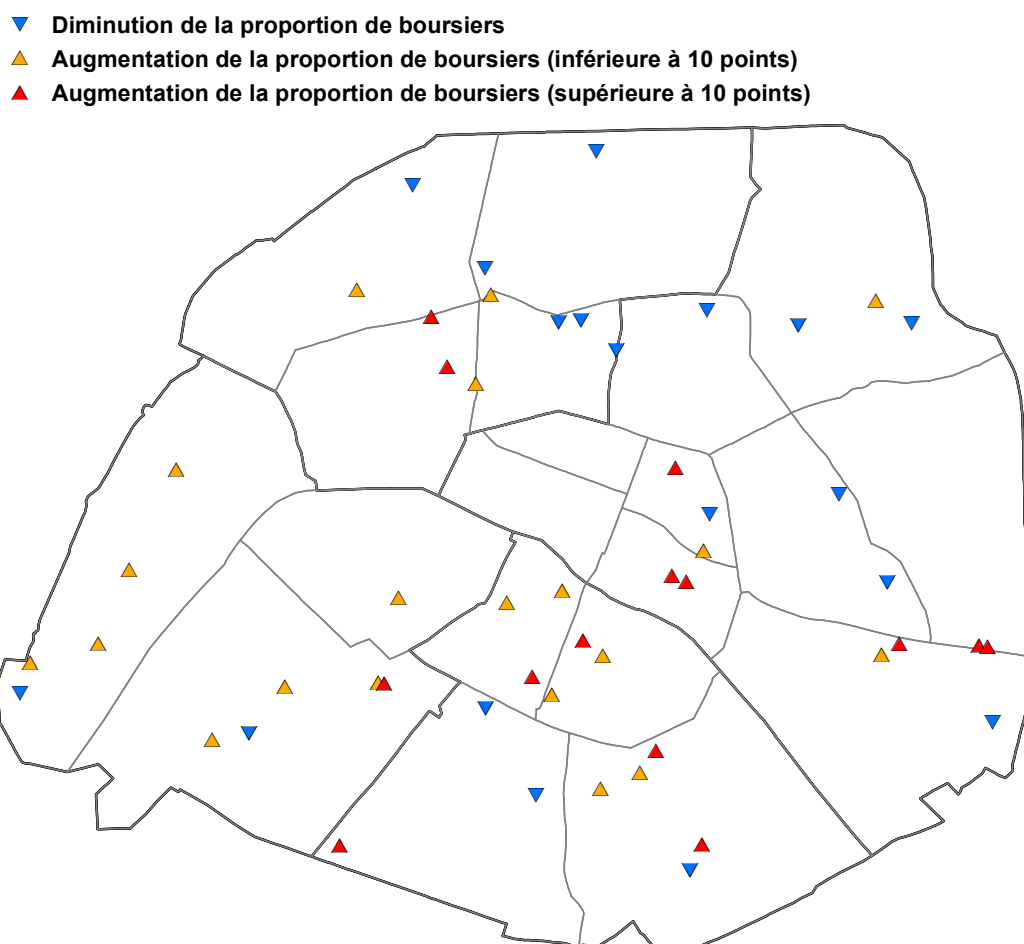 Diminution de la proportion de boursiers
Augmentation de la proportion de boursiers (inférieure à 10 points)
Augmentation de la proportion de boursiers (supérieure à 10 points)